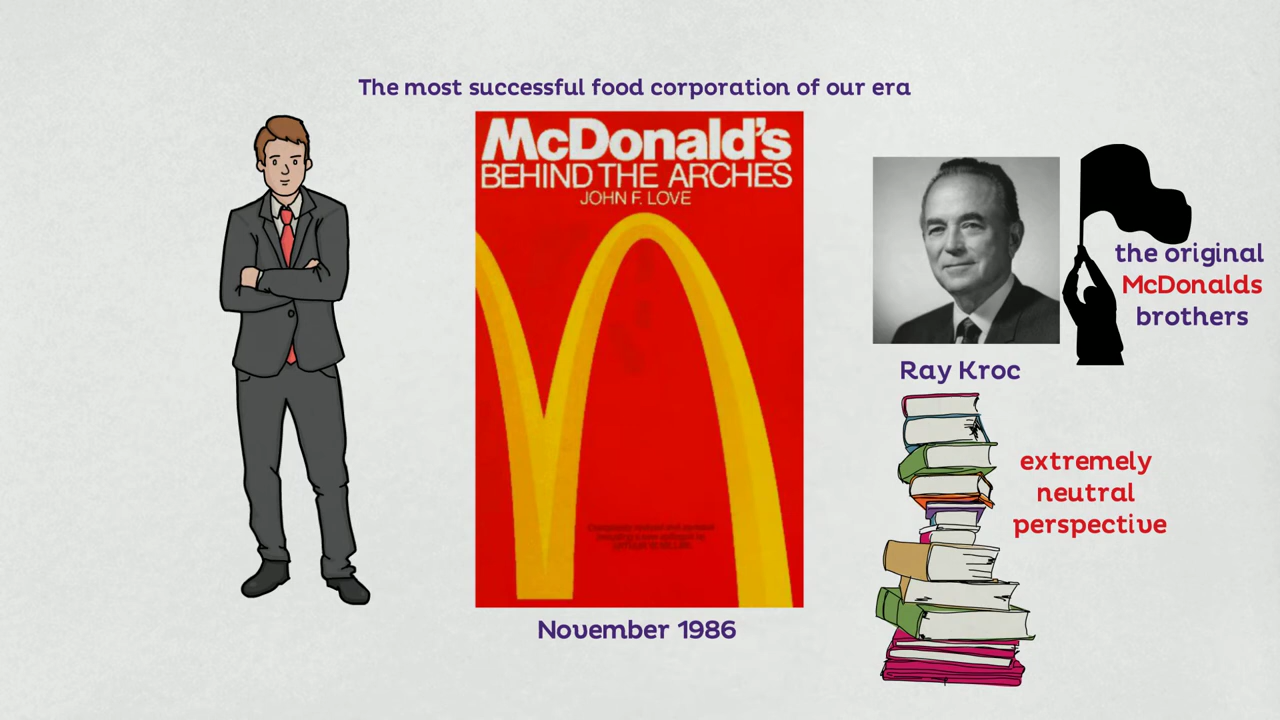 The most successful food corporation of our era
McDonald's
BEHIND THE ARCHES
JOHN F. LOVE
November 1986
Ray Kroc
the original
McDonalds
brothers
extremely
neutral
perspective